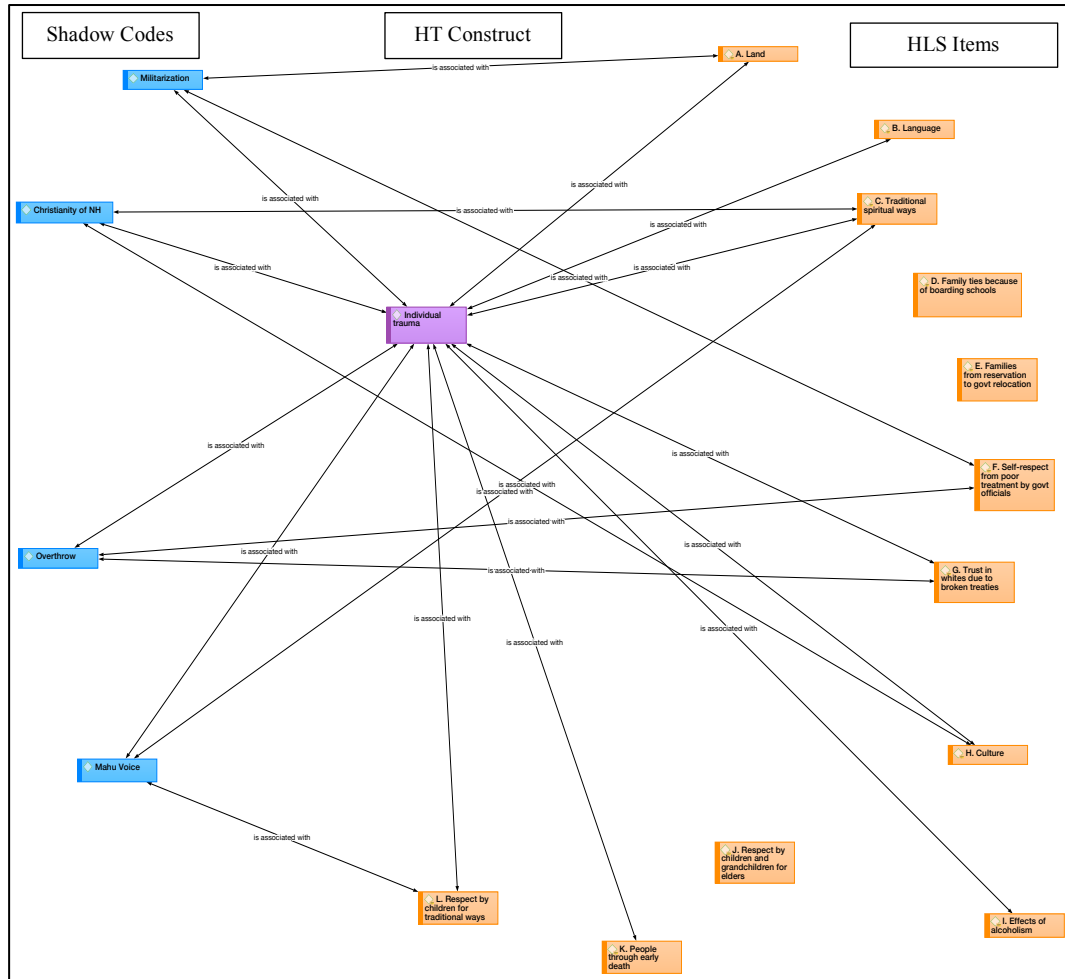 Shadow Codes
HT Construct
HLS Items
A. Land
is associated with
Militarization
B. Language
is associated with
is associated with
Christianity of NH
is associated with
C. Traditional
spiritual ways
is associated with
is associated with
is associated with
D. Family ties because
of boarding schools
Individual
trauma
E. Families
from reservation
to govt relocation
is associated with
F. Self-respect
from poor
treatment by govt
officials
is associated with
is associated with
is associated with
Overthrow
is associated with
is associated with
is associated with
G. Trust in
whites due to
broken treaties
is associated with
is associated with
is associated with
H. Culture
Mahu Voice
is associated with
J. Respect by
children and
grandchildren for
elders
L. Respect by
children for
traditional ways
I. Effects of
alcoholism
K. People
through early
death